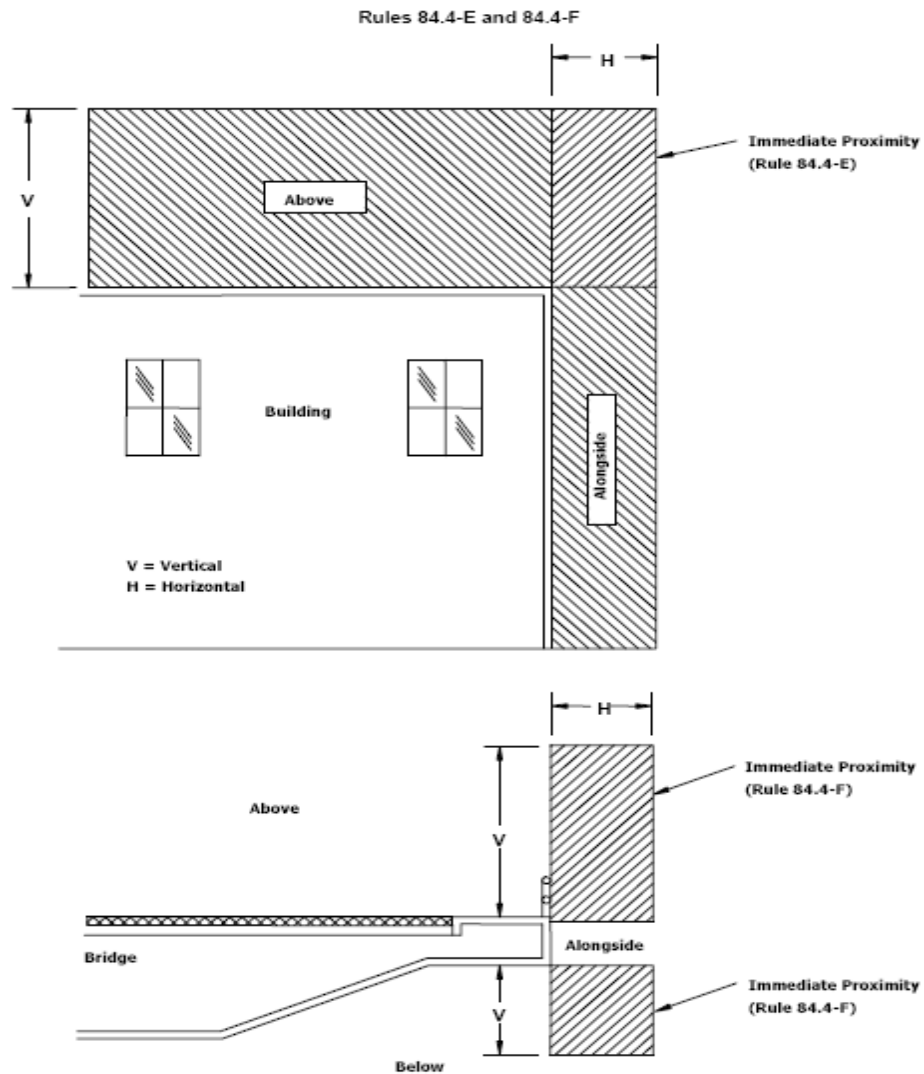 Rules 84.4-E and 84.4-F
H
V
Above
Immediate Proximity
(Rule 84.4-E)
Building
Alongside
V = Vertical
H = Horizontal
H
Above
V
Immediate Proximity
(Rule 84.4-F)
Bridge
Alongside
V
Immediate Proximity
(Rule 84.4-F)
Below